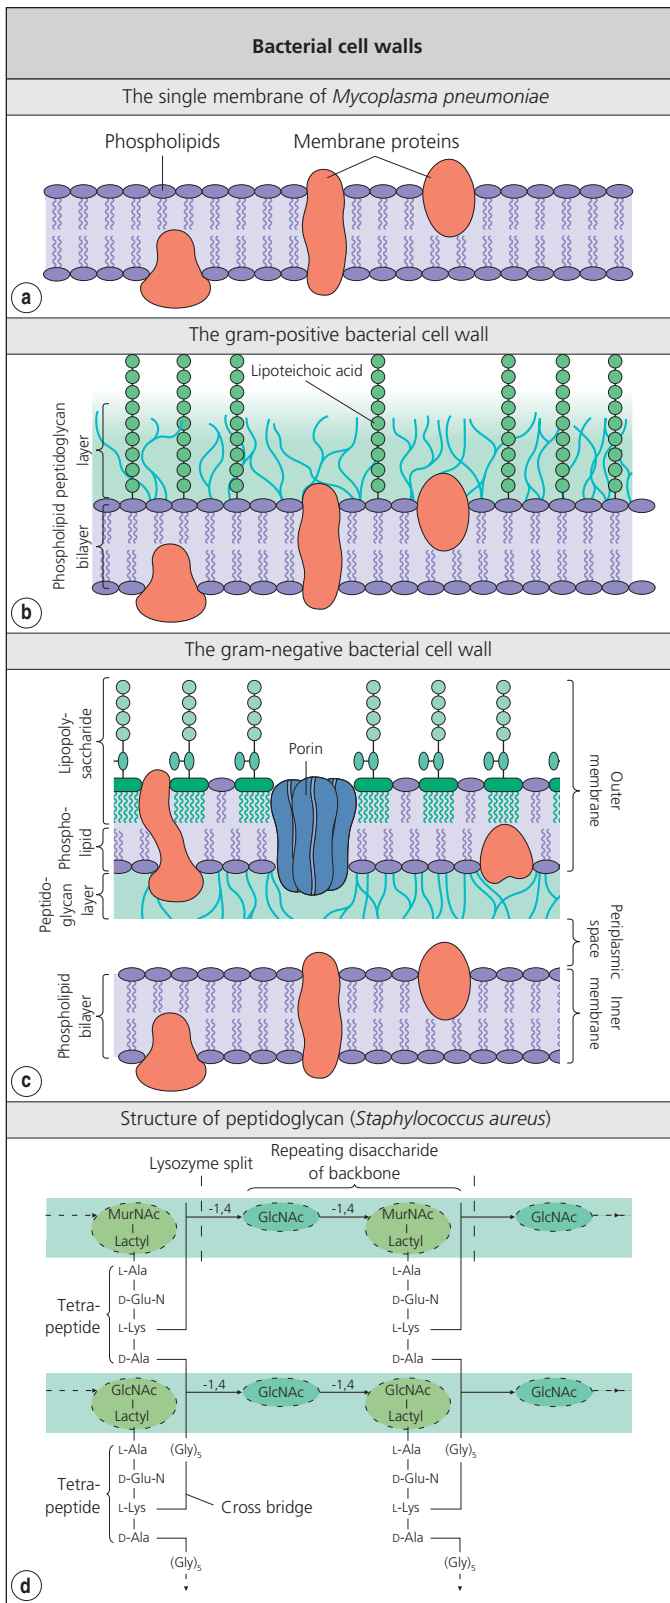 Bacterial cell walls
The single membrane of Mycoplasma pneumoniae
Phospholipids
Membrane proteins
a
The gram-positive bacterial cell wall
Lipoteichoic acid
peptidoglycan
layer
Phospholipid
bilayer
b
The gram-negative bacterial cell wall
Lipopoly-
saccharide
Porin
Outer
membrane
Phospho-
lipid
Peptido-
glycan
layer
Periplasmic
space
Phospholipid
bilayer
Inner
membrane
c
Structure of peptidoglycan (Staphylococcus aureus)
Lysozyme split
Repeating disaccharide
of backbone
MurNAc
Lactyl
-1,4
GlcNAc
-1,4
MurNAc
Lactyl
GlcNAc
Tetra-
peptide
L-Ala
D-Glu-N
L-Lys
D-Ala
L-Ala
D-Glu-N
L-Lys
D-Ala
GlcNAc
Lactyl
-1,4
GlcNAc
-1,4
GlcNAc
Lactyl
GlcNAc
Tetra-
peptide
L-Ala
(Gly)5
D-Glu-N
L-Lys
Cross bridge
D-Ala
(Gly)5
L-Ala
(Gly)5
D-Glu-N
L-Lys
D-Ala
(Gly)5
d